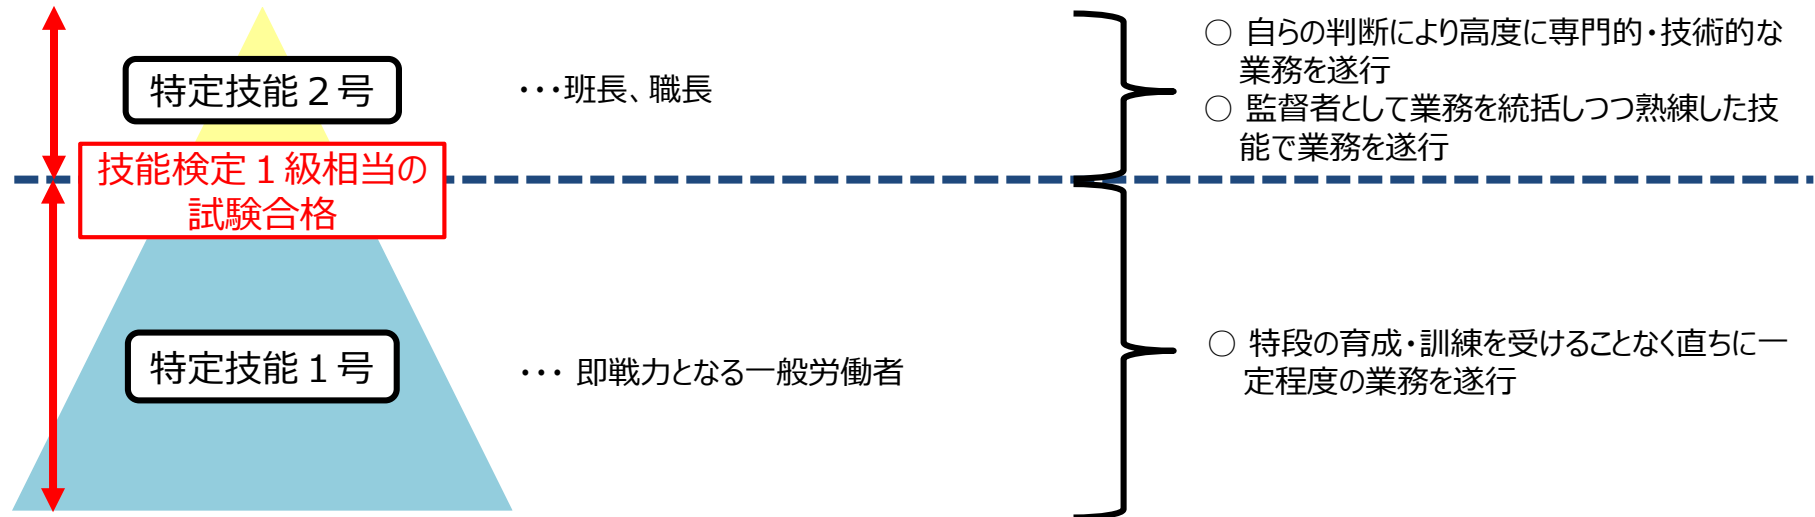 特定技能２号
・・・班長、職長
○ 自らの判断により高度に専門的・技術的な
業務を遂行
○ 監督者として業務を統括しつつ熟練した技
能で業務を遂行
技能検定１級相当の
試験合格
特定技能１号
・・・ 即戦力となる一般労働者
○ 特段の育成・訓練を受けることなく直ちに一
定程度の業務を遂行